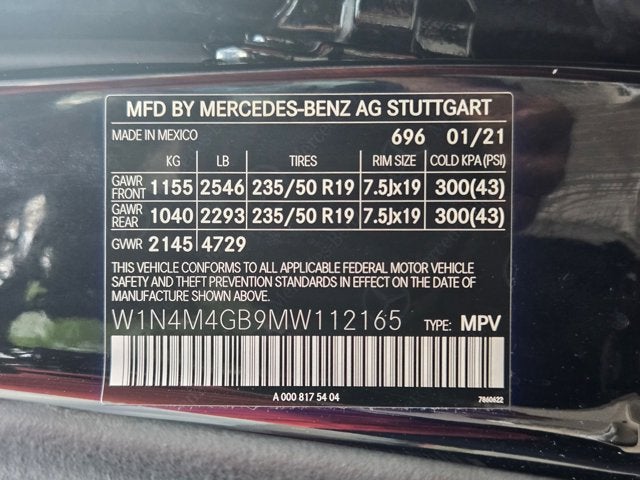 MFD BY MERCEDES-BENZ AG STUTTGART
MADE IN MEXICO 696 01/21
KG LB TIRES RIM SIZE COLD KPA(PSI)
GAWR FRONT 1155 2546 235/50 R19 7.5Jx19 300(43)
GAWR REAR 1040 2293 235/50 R19 7.5Jx19 300(43)
GVWR 2145 4729
THIS VEHICLE CONFORMS TO ALL APPLICABLE FEDERAL MOTOR VEHICLE
SAFETY AND THEFT PREVENTION STANDARDS IN EFFECT ON THE DATE OF
MANUFACTURE SHOWN ABOVE.
W1N4M4GB9MW112165 TYPE: MPV
A 000 817 54 04 7860622